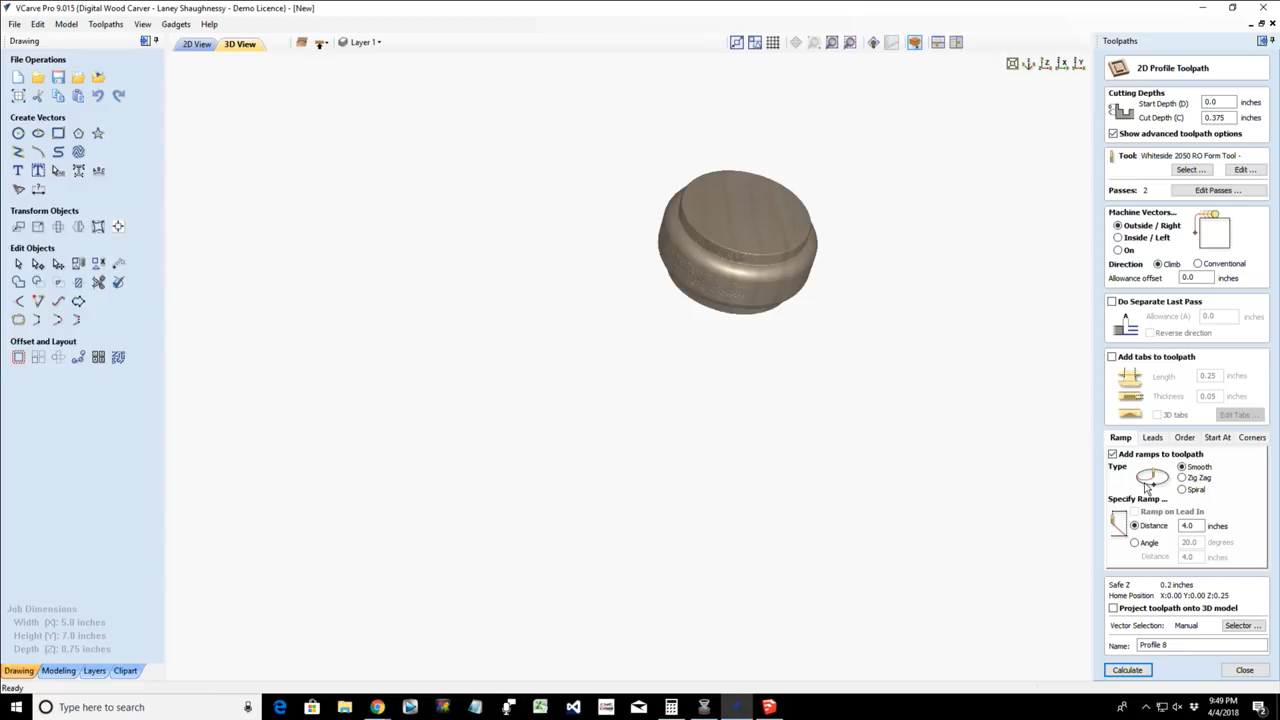 VCarve Pro 9.015 {Digital Wood Carver - Laney Shaughnessy - Demo Licence} - [New]
File Edit Model Toolpaths View Gadgets Help
Drawing
2D View 3D View Layer 1
Toolpaths
File Operations
Create Vectors
Transform Objects
Edit Objects
Offset and Layout
Job Dimensions
Width (X): 5.0 inches
Height (Y): 7.0 inches
Depth (Z): 0.75 inches
Drawing Modeling Layers Clipart
Ready
2D Profile Toolpath
Cutting Depths
Start Depth (D) 0.0 inches
Cut Depth (C) 0.375 inches
Show advanced toolpath options
Tool: Whiteside 2050 RO Form Tool -
Select ... Edit ...
Passes: 2 Edit Passes ...
Machine Vectors...
Outside / Right
Inside / Left
On
Direction Climb Conventional
Allowance offset 0.0 inches
Do Separate Last Pass
Allowance (A) 0.0 inches
Reverse direction
Add tabs to toolpath
Length 0.25 inches
Thickness 0.05 inches
3D tabs Edit Tabs ...
Ramp Leads Order Start At Corners
Add ramps to toolpath
Type Smooth
Zig Zag
Spiral
Specify Ramp ...
Ramp on Lead In
Distance 4.0 inches
Angle 20.0 degrees
Distance 4.0 inches
Safe Z 0.2 inches
Home Position X:0.00 Y:0.00 Z:0.25
Project toolpath onto 3D model
Vector Selection: Manual Selector ...
Name: Profile 8
Calculate Close
Type here to search
9:49 PM
4/4/2018